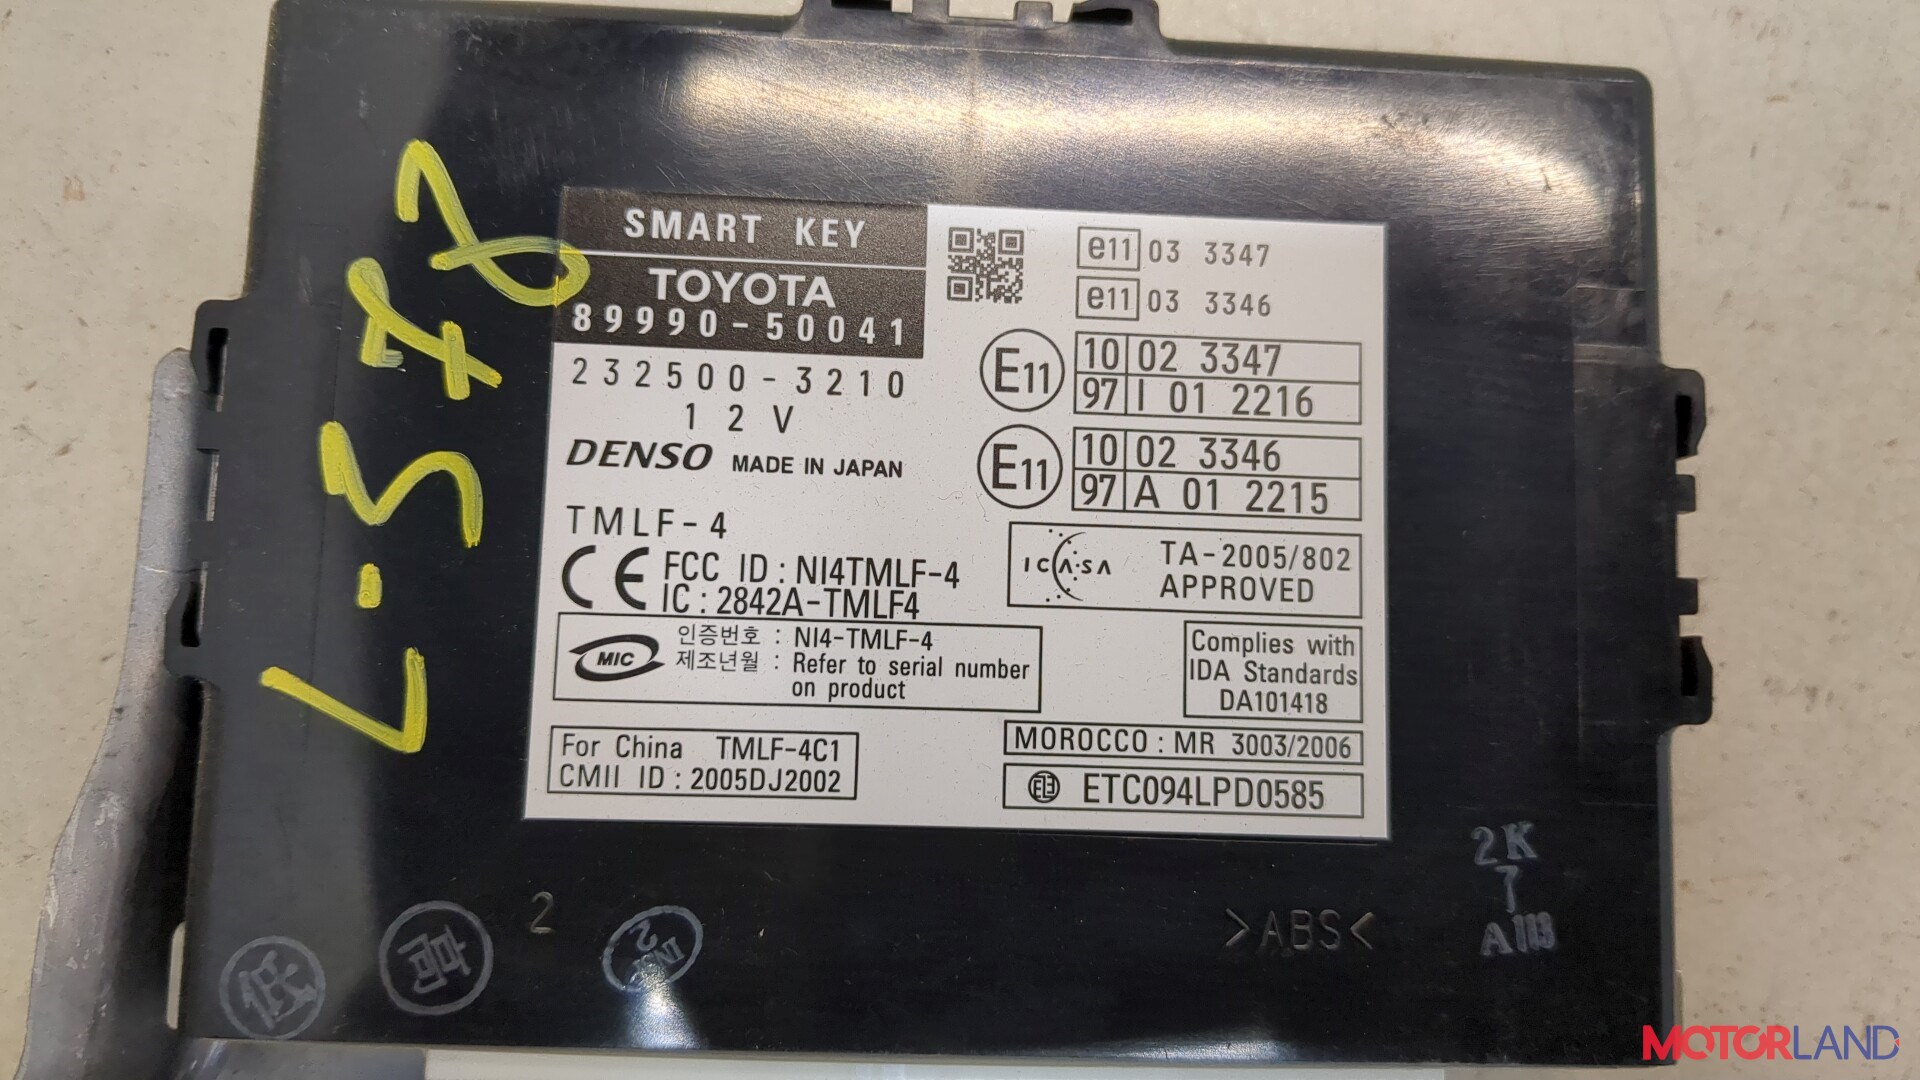 SMART KEY
TOYOTA
89990-50041
232500-3210
12V
DENSO MADE IN JAPAN
TMLF-4
CE FCC ID : NI4TMLF-4
IC : 2842A-TMLF4
MIC 인증번호 : NI4-TMLF-4
제조년월 : Refer to serial number
on product
For China TMLF-4C1
CMII ID : 2005DJ2002
e11 03 3347
e11 03 3346
E11 10 02 3347
97 I 01 2216
E11 10 02 3346
97 A 01 2215
ICASA TA-2005/802
APPROVED
Complies with
IDA Standards
DA101418
MOROCCO : MR 3003/2006
ETC094LPD0585
2K
7
2
高
低
>ABS<
MOTORLAND